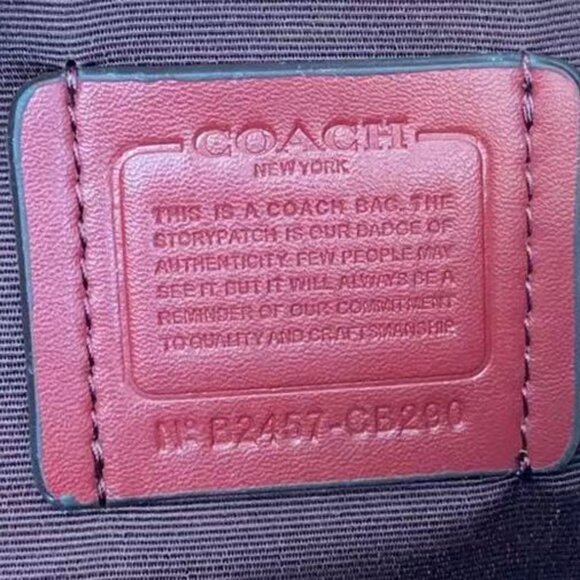 COACH
NEW YORK
THIS IS A COACH BAG. THE
STORYPATCH IS OUR BADGE OF
AUTHENTICITY. FEW PEOPLE MAY
SEE IT. BUT IT WILL ALWAYS BE A
REMINDER OF OUR COMMITMENT
TO QUALITY AND CRAFTSMANSHIP.
Nº B2457-CB290